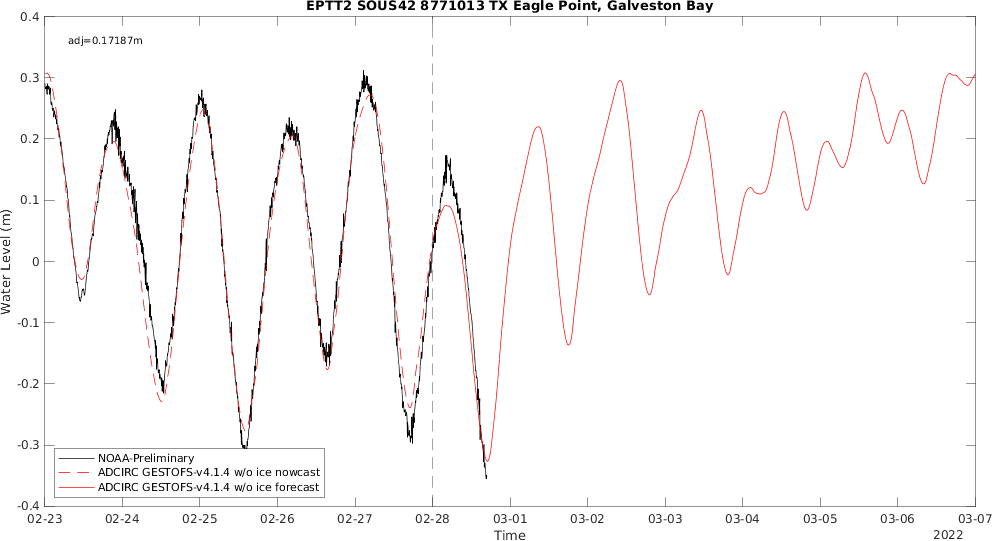 EPTT2 SOUS42 8771013 TX Eagle Point, Galveston Bay
adj=0.17187m
0.4
0.3
0.2
0.1
0
-0.1
-0.2
-0.3
-0.4
Water Level (m)
NOAA-Preliminary
ADCIRC GESTOFS-v4.1.4 w/o ice nowcast
ADCIRC GESTOFS-v4.1.4 w/o ice forecast
02-23 02-24 02-25 02-26 02-27 02-28 03-01 03-02 03-03 03-04 03-05 03-06 03-07
Time
2022